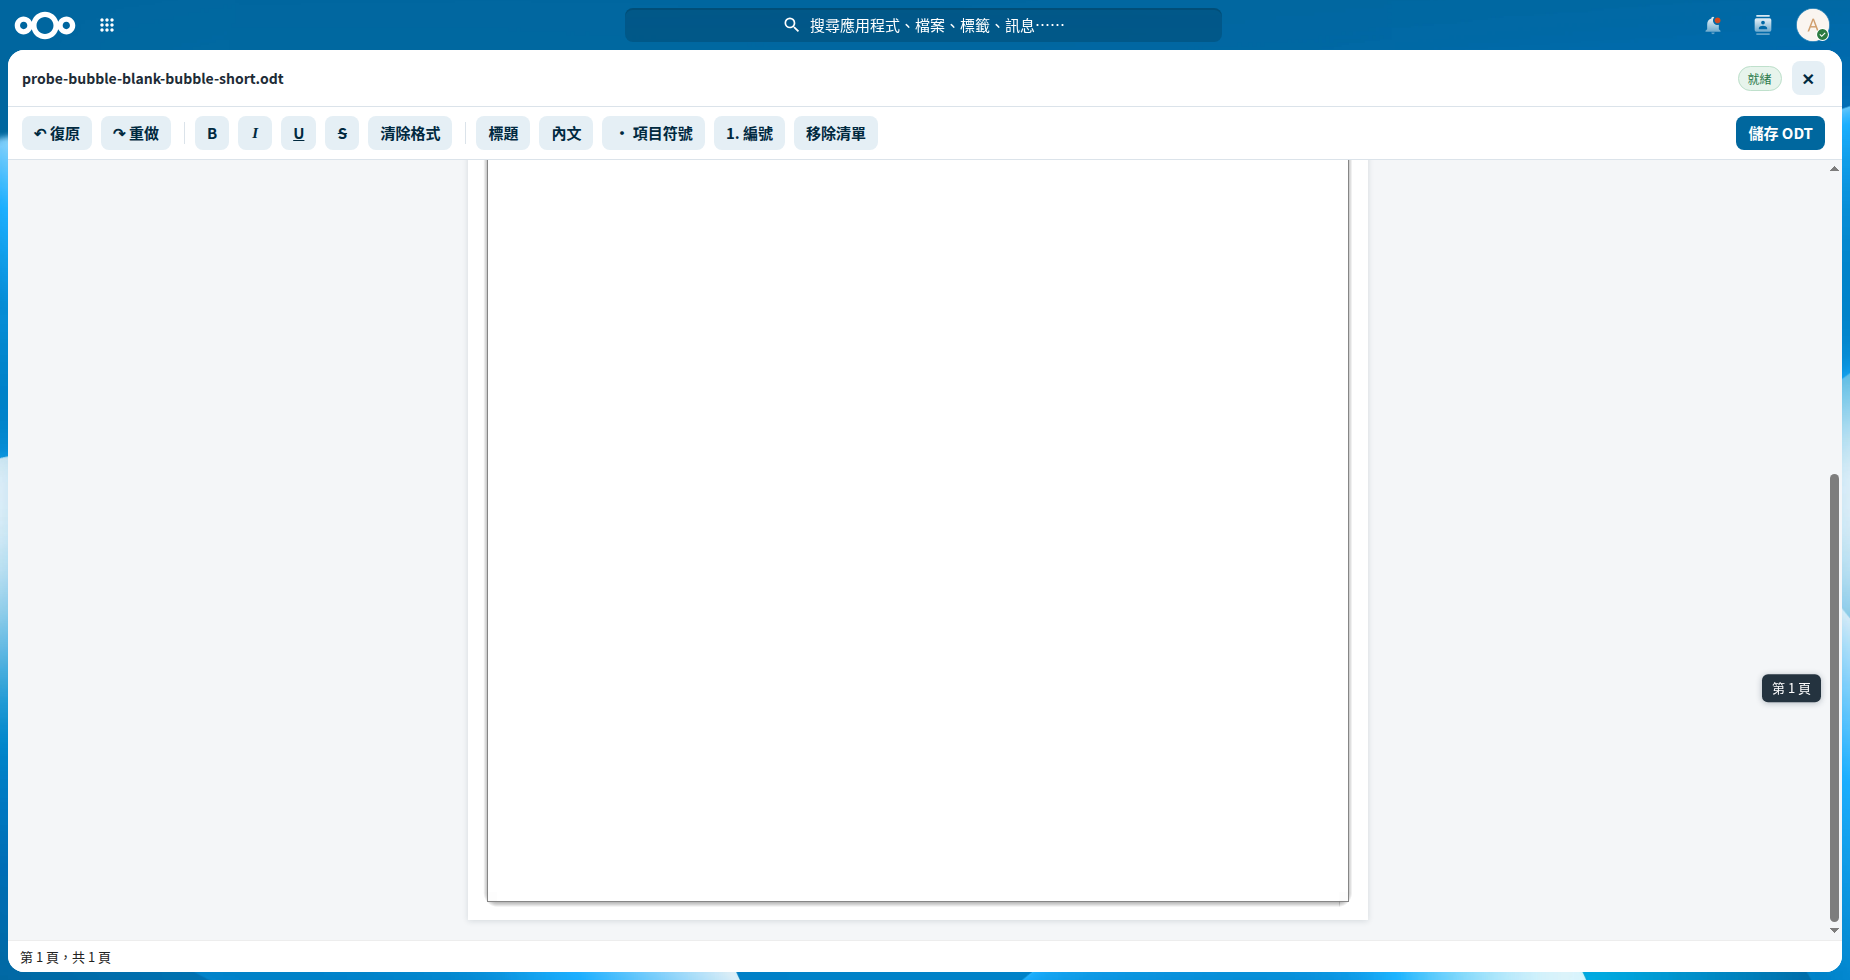 搜尋應用程式、檔案、標籤、訊息……
A
probe-bubble-blank-bubble-short.odt
就緒
×
↶ 復原 ↷ 重做 B I U S 清除格式 標題 內文 • 項目符號 1. 編號 移除清單 儲存 ODT
第 1 頁
第 1 頁，共 1 頁